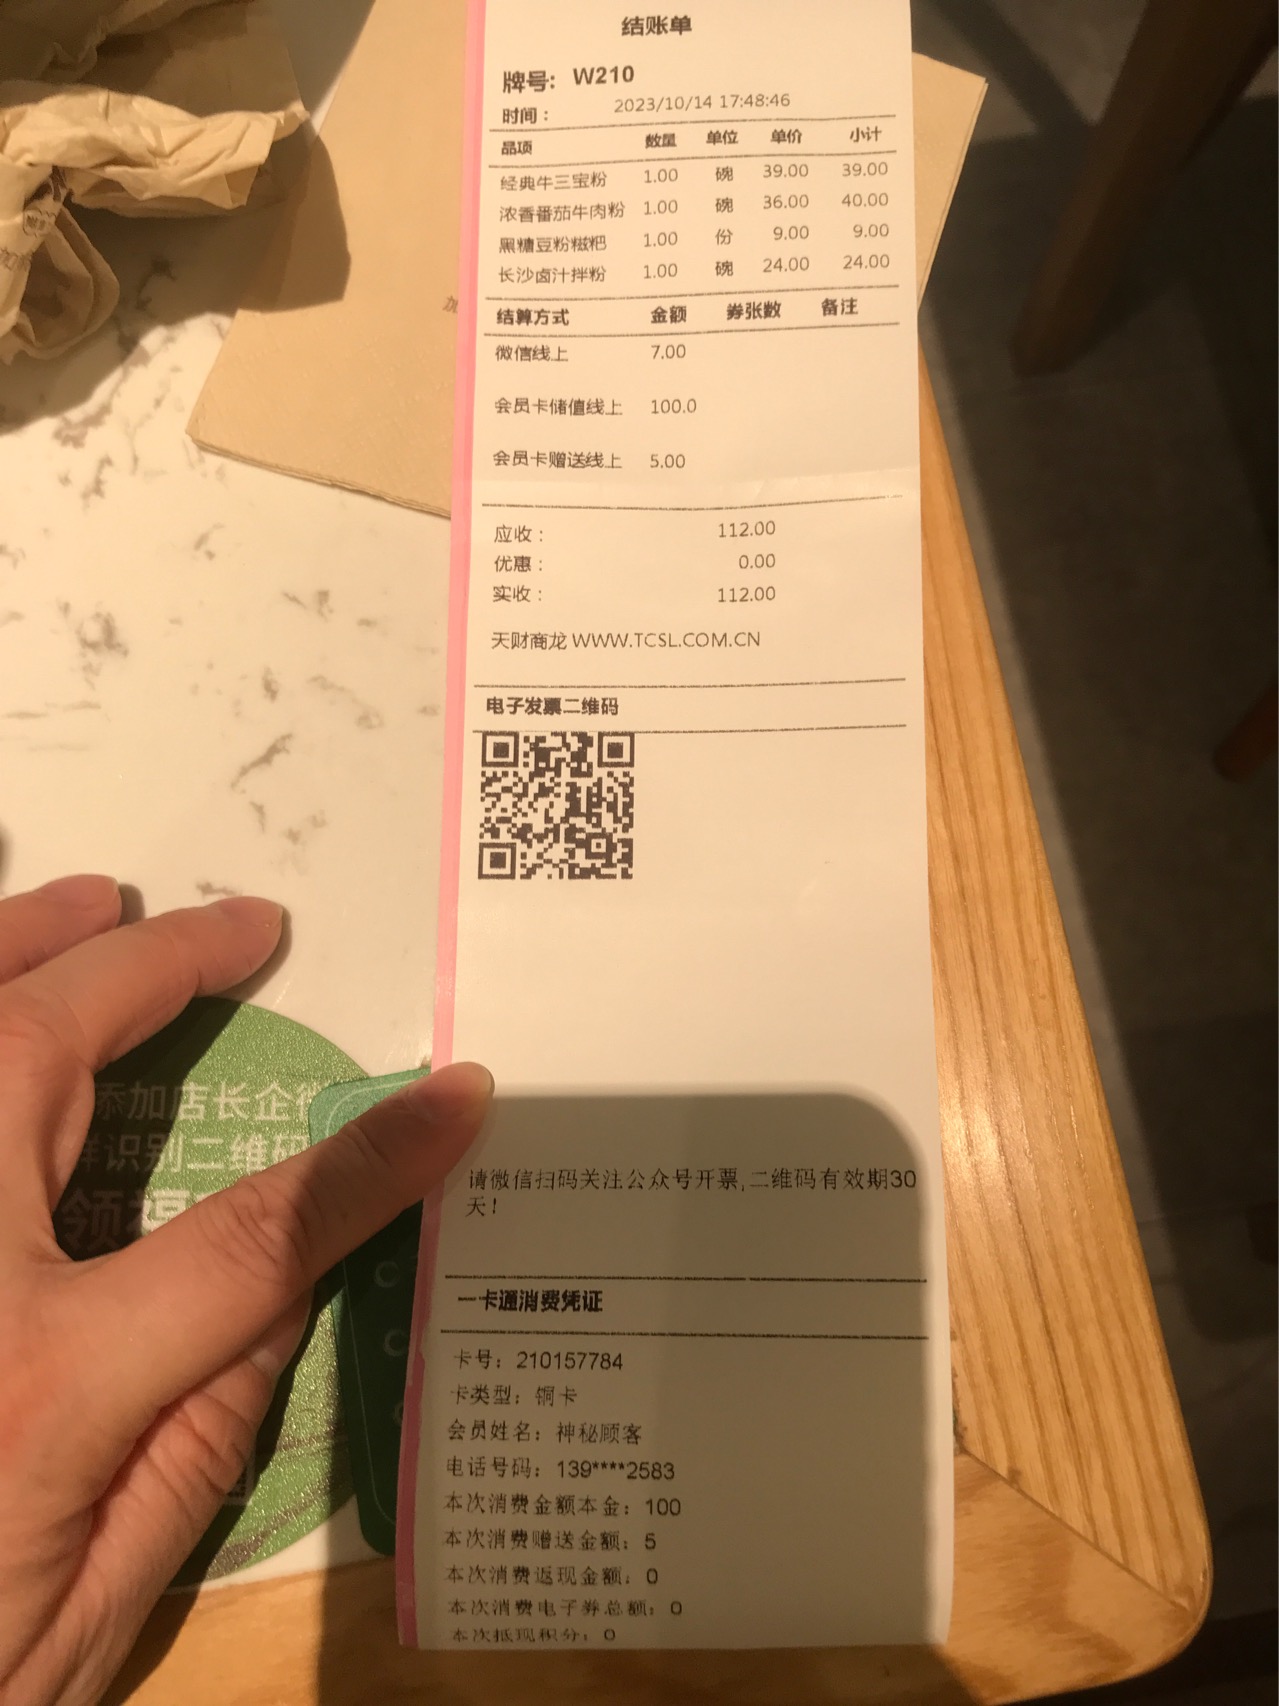 结账单
牌号: W210
时间： 2023/10/14 17:48:46
品项 数量 单位 单价 小计
经典牛三宝粉 1.00 碗 39.00 39.00
浓香番茄牛肉粉 1.00 碗 36.00 40.00
黑糖豆粉糍粑 1.00 份 9.00 9.00
长沙卤汁拌粉 1.00 碗 24.00 24.00
结算方式 金额 券张数 备注
微信线上 7.00
会员卡储值线上 100.0
会员卡赠送线上 5.00
应收： 112.00
优惠： 0.00
实收： 112.00
天财商龙 WWW.TCSL.COM.CN
电子发票二维码
请微信扫码关注公众号开票,二维码有效期30
天!
一卡通消费凭证
卡号: 210157784
卡类型: 铜卡
会员姓名: 神秘顾客
电话号码: 139****2583
本次消费金额本金: 100
本次消费赠送金额: 5
本次消费返现金额: 0
本次消费电子券总额: 0
本次抵现积分: 0
添加店长企
群识别二维码
领福